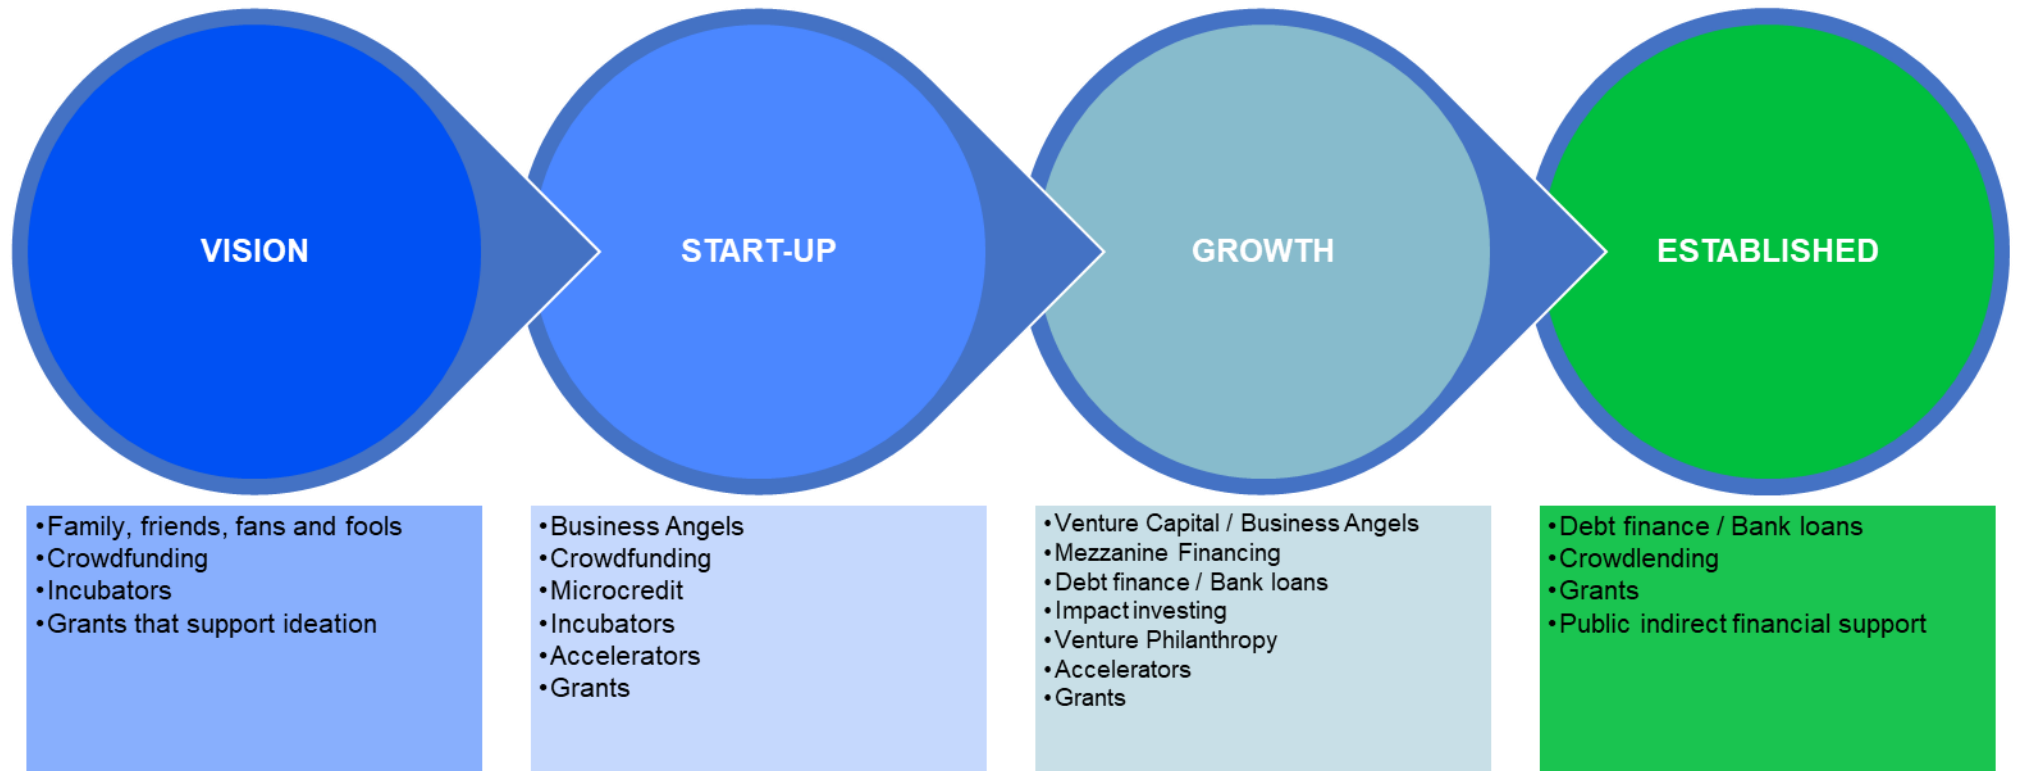 VISION
START-UP
GROWTH
ESTABLISHED
•Family, friends, fans and fools
•Crowdfunding
•Incubators
•Grants that support ideation
•Business Angels
•Crowdfunding
•Microcredit
•Incubators
•Accelerators
•Grants
•Venture Capital / Business Angels
•Mezzanine Financing
•Debt finance / Bank loans
•Impact investing
•Venture Philanthropy
•Accelerators
•Grants
•Debt finance / Bank loans
•Crowdlending
•Grants
•Public indirect financial support